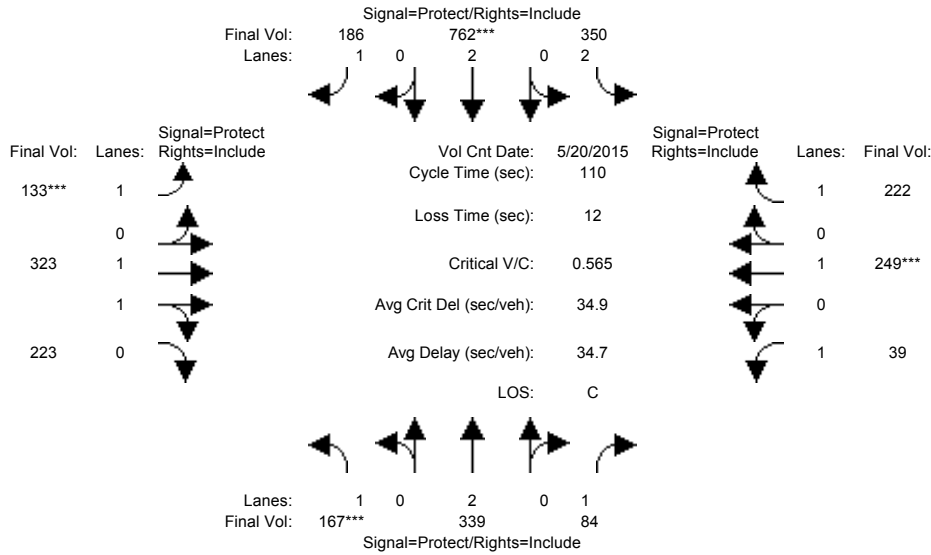 Signal=Protect/Rights=Include
Final Vol: 186 762*** 350
Lanes: 1 0 2 0 2
Signal=Protect Signal=Protect
Final Vol: Lanes: Rights=Include Vol Cnt Date: 5/20/2015 Rights=Include Lanes: Final Vol:
Cycle Time (sec): 110
133*** 1 1 222
Loss Time (sec): 12
0 0
323 1 Critical V/C: 0.565 1 249***
1 Avg Crit Del (sec/veh): 34.9 0
223 0 Avg Delay (sec/veh): 34.7 1 39
LOS: C
Lanes: 1 0 2 0 1
Final Vol: 167*** 339 84
Signal=Protect/Rights=Include